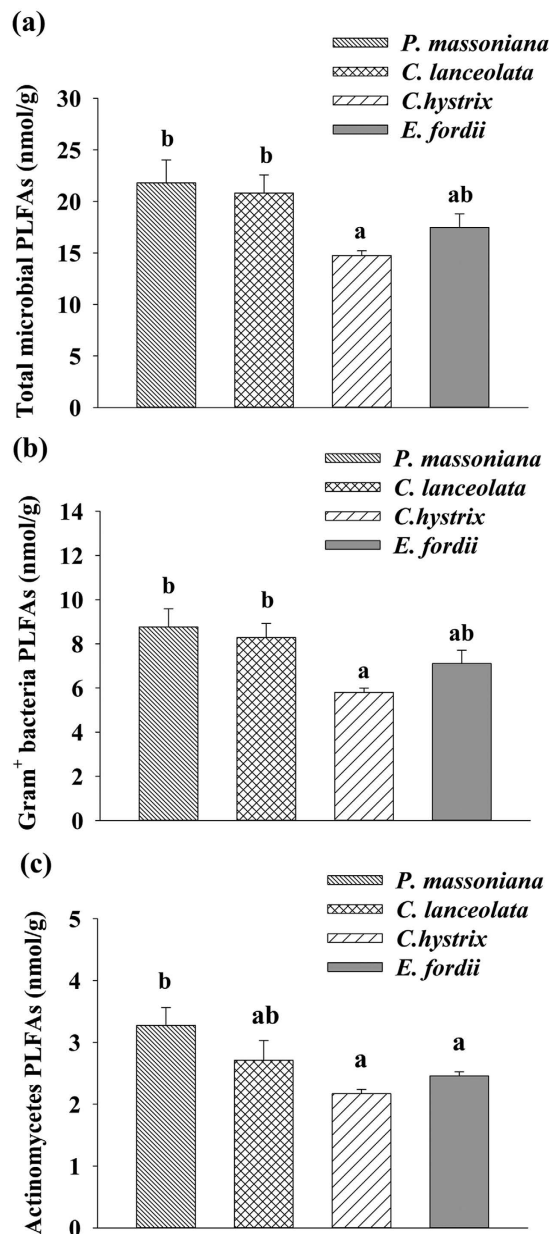 (a)
P. massoniana
C. lanceolata
C.hystrix
E. fordii
Total microbial PLFAs (nmol/g)
30
25
20
15
10
5
0
b
b
a
ab
(b)
P. massoniana
C. lanceolata
C.hystrix
E. fordii
Gram⁺ bacteria PLFAs (nmol/g)
14
12
10
8
6
4
2
0
b
b
a
ab
(c)
P. massoniana
C. lanceolata
C.hystrix
E. fordii
Actinomycetes PLFAs (nmol/g)
5
4
3
2
1
0
b
ab
a
a